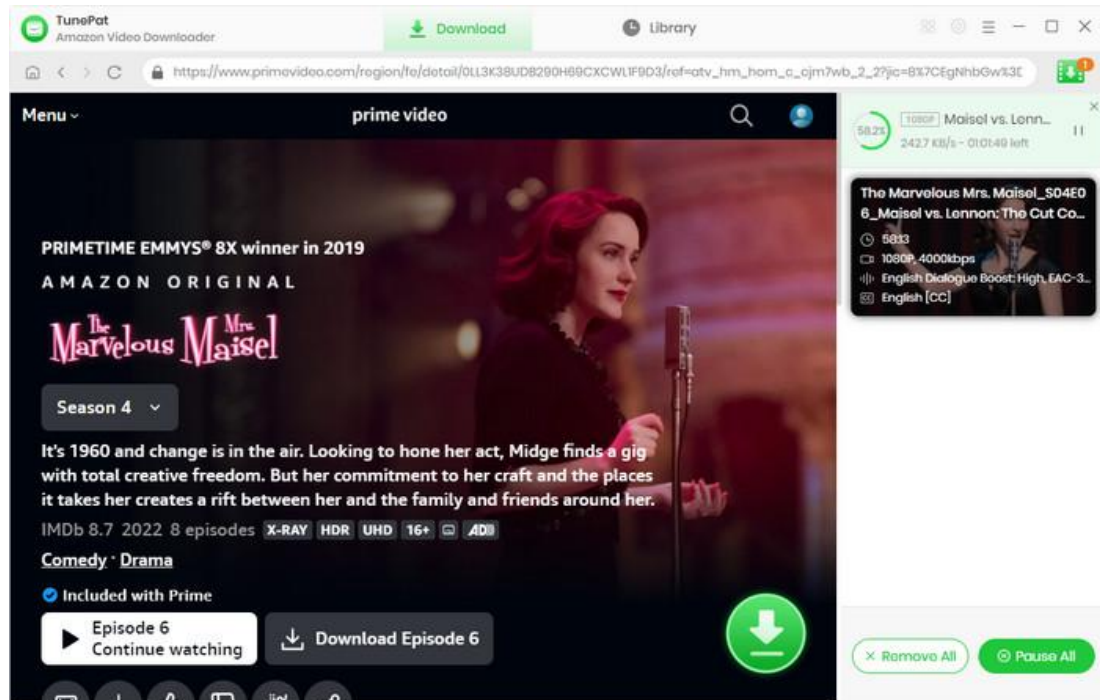 TunePat
Amazon Video Downloader
Download
Library
https://www.primevideo.com/region/fe/detail/0LL3K38UD8290H69CXCWL1F9D3/ref=atv_hm_hom_c_cjm7wb_2_2?jic=8%7CEgNhbGw%3D
1
Menu
prime video
58.2%
1080P Maisel vs. Lenn...
242.7 KB/s - 01:01:49 left
The Marvelous Mrs. Maisel_S04E0
6_Maisel vs. Lennon: The Cut Co...
58:13
1080P, 4000kbps
English Dialogue Boost: High, EAC-3...
CC English [CC]
PRIMETIME EMMYS® 8X winner in 2019
AMAZON ORIGINAL
The Marvelous Mrs. Maisel
Season 4
It's 1960 and change is in the air. Looking to hone her act, Midge finds a gig
with total creative freedom. But her commitment to her craft and the places
it takes her creates a rift between her and the family and friends around her.
IMDb 8.7 2022 8 episodes X-RAY HDR UHD 16+ AD
Comedy · Drama
Included with Prime
Episode 6
Continue watching
Download Episode 6
Remove All
Pause All